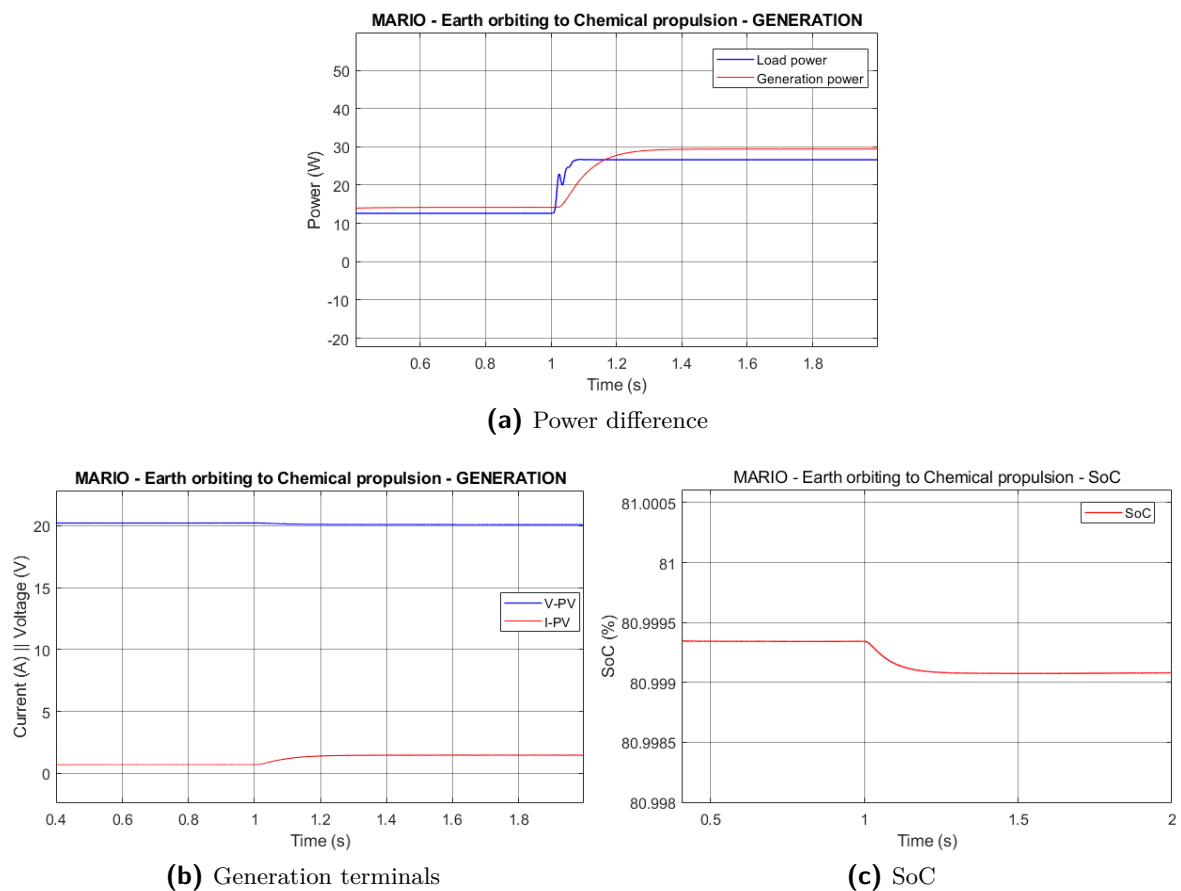 MARIO - Earth orbiting to Chemical propulsion - GENERATION
Load power
Generation power
50
40
30
20
10
0
-10
-20
Power (W)
0.6
0.8
1
1.2
1.4
1.6
1.8
Time (s)
(a) Power difference
MARIO - Earth orbiting to Chemical propulsion - GENERATION
V-PV
I-PV
20
15
10
5
0
Current (A) || Voltage (V)
0.4
0.6
0.8
1
1.2
1.4
1.6
1.8
Time (s)
(b) Generation terminals
MARIO - Earth orbiting to Chemical propulsion - SoC
SoC
81.0005
81
80.9995
80.999
80.9985
80.998
SoC (%)
0.5
1
1.5
2
Time (s)
(c) SoC